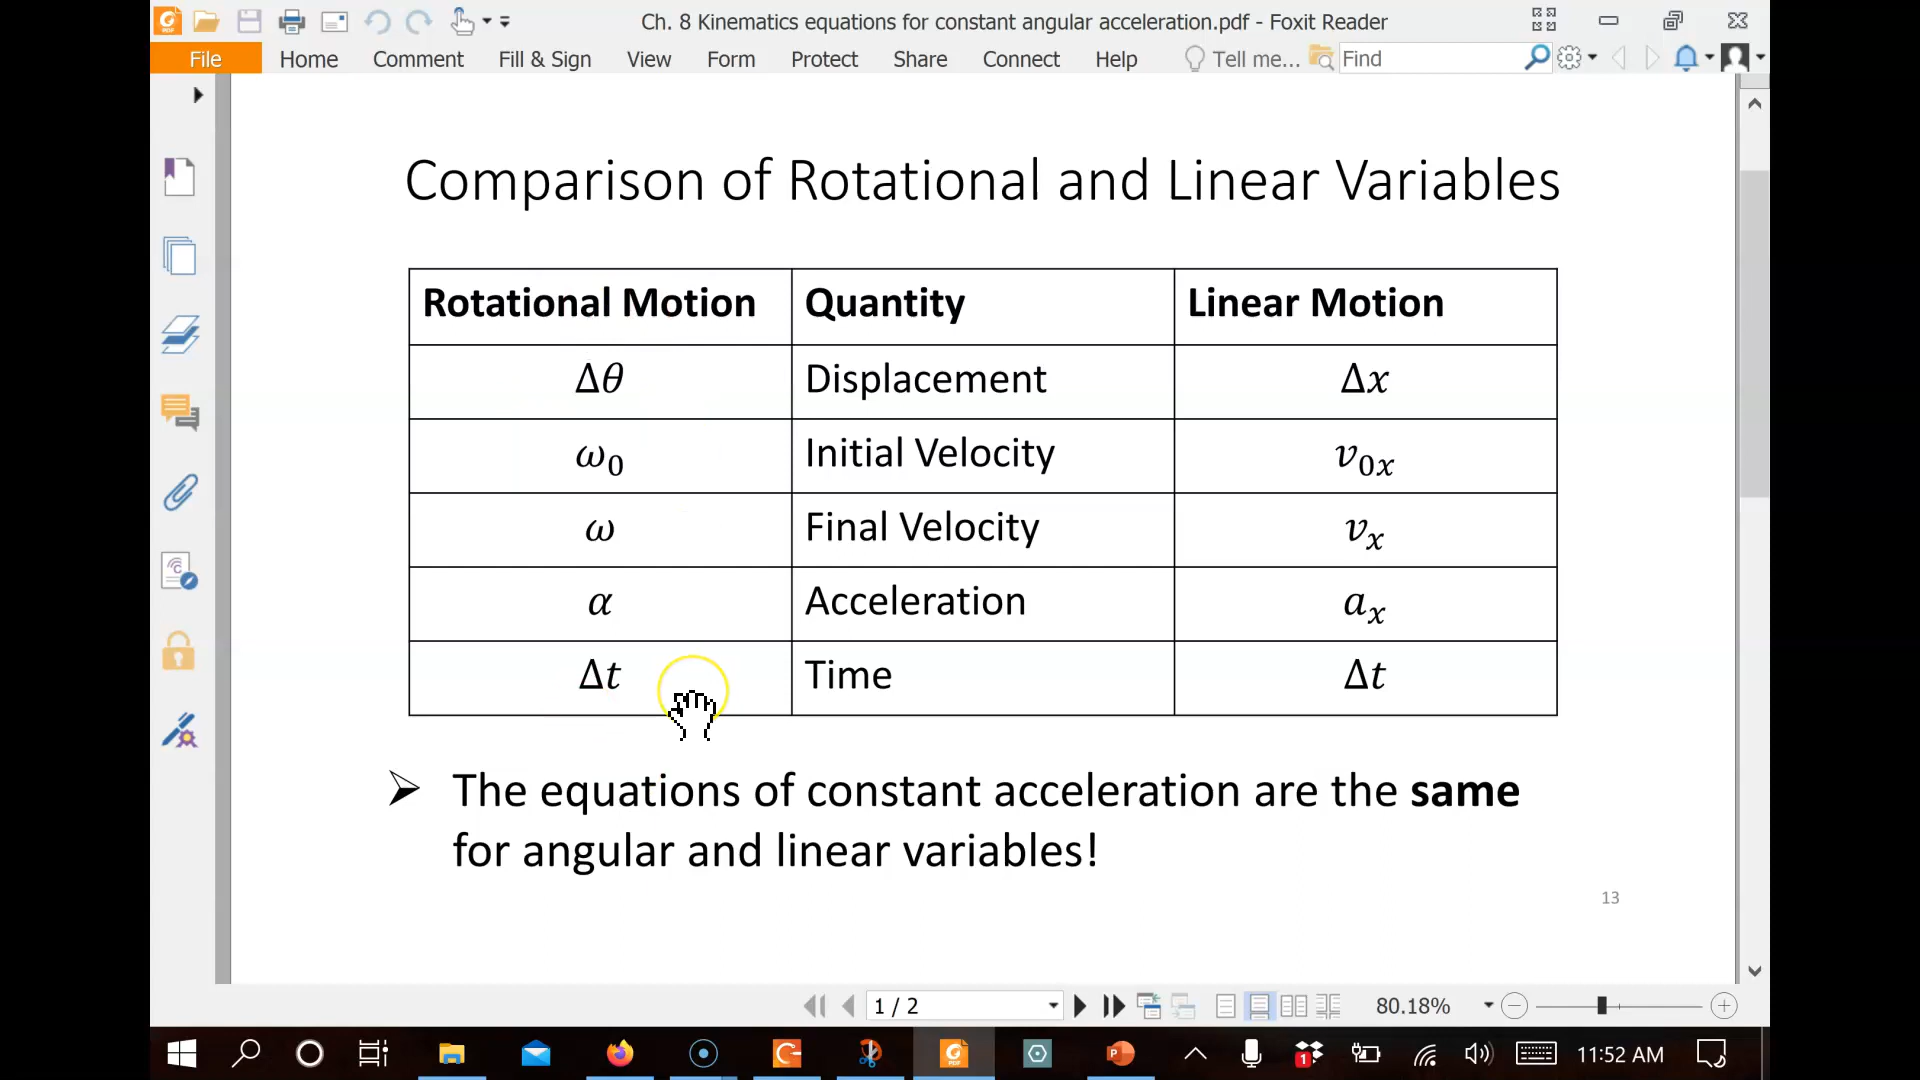 Ch. 8 Kinematics equations for constant angular acceleration.pdf - Foxit Reader
File Home Comment Fill & Sign View Form Protect Share Connect Help Tell me... Find
Comparison of Rotational and Linear Variables
Rotational Motion Quantity Linear Motion
Δθ Displacement Δx
ω₀ Initial Velocity v₀ₓ
ω Final Velocity vₓ
α Acceleration aₓ
Δt Time Δt
➢ The equations of constant acceleration are the same
for angular and linear variables!
13
1 / 2 80.18%
1 11:52 AM